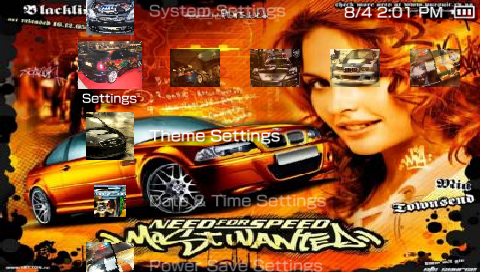 System Settings
Blacklis
8/4 2:01 PM
Settings
Theme Settings
Date & Time Settings
Mia
Townsend
NEED FOR SPEED
MOST WANTED
Power Save Settings